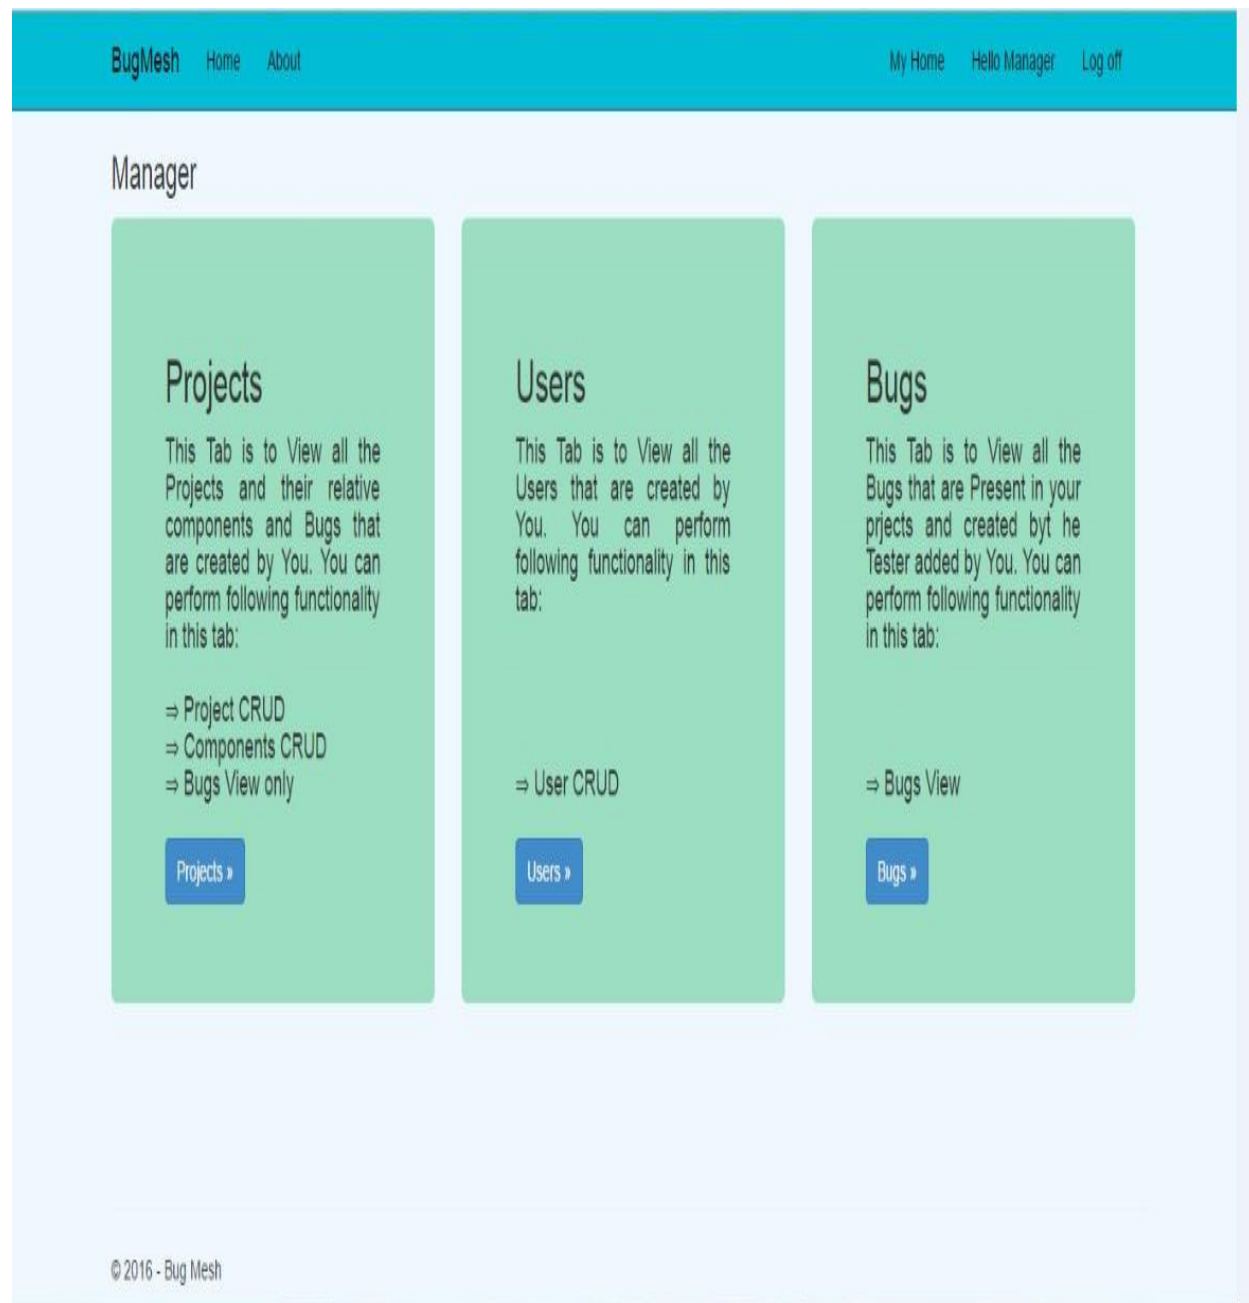 BugMesh Home About My Home Hello Manager Log off
Manager
Projects
This Tab is to View all the
Projects and their relative
components and Bugs that
are created by You. You can
perform following functionality
in this tab:
⇒ Project CRUD
⇒ Components CRUD
⇒ Bugs View only
Projects »
Users
This Tab is to View all the
Users that are created by
You. You can perform
following functionality in this
tab:
⇒ User CRUD
Users »
Bugs
This Tab is to View all the
Bugs that are Present in your
prjects and created byt he
Tester added by You. You can
perform following functionality
in this tab:
⇒ Bugs View
Bugs »
© 2016 - Bug Mesh